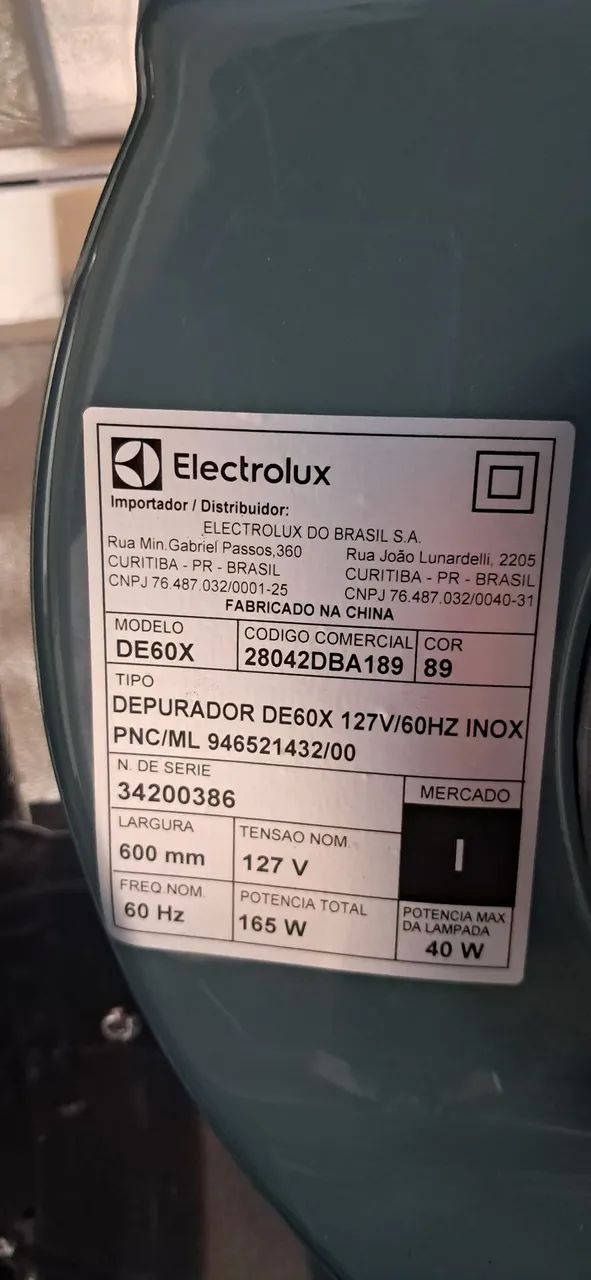 Electrolux
Importador / Distribuidor:
ELECTROLUX DO BRASIL S.A.
Rua Min.Gabriel Passos,360
CURITIBA - PR - BRASIL
CNPJ 76.487.032/0001-25
Rua João Lunardelli, 2205
CURITIBA - PR - BRASIL
CNPJ 76.487.032/0040-31
FABRICADO NA CHINA
MODELO
DE60X
CODIGO COMERCIAL
28042DBA189
COR
89
TIPO
DEPURADOR DE60X 127V/60HZ INOX
PNC/ML 946521432/00
N. DE SERIE
34200386
MERCADO
I
LARGURA
600 mm
TENSAO NOM.
127 V
FREQ.NOM.
60 Hz
POTENCIA TOTAL
165 W
POTENCIA MAX
DA LAMPADA
40 W